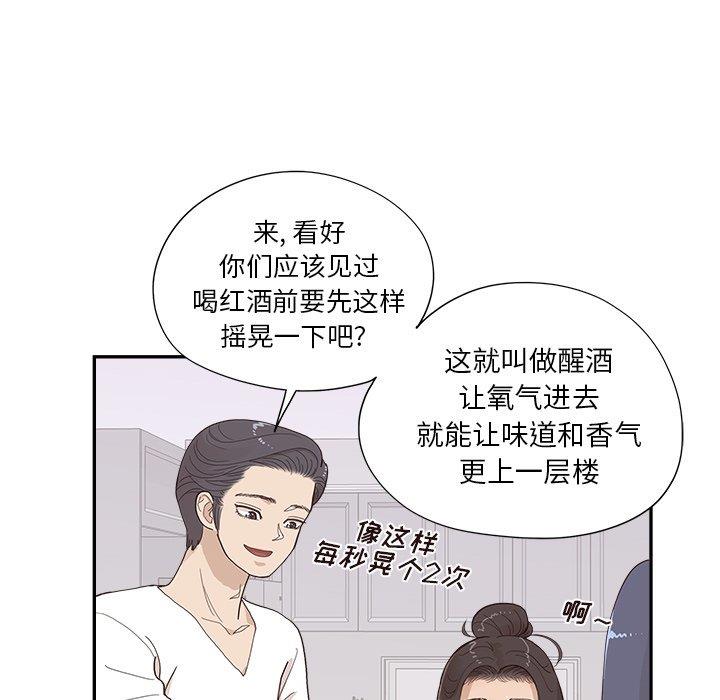 来, 看好
你们应该见过
喝红酒前要先这样
摇晃一下吧?
这就叫做醒酒
让氧气进去
就能让味道和香气
更上一层楼
像这样
每秒晃个2次
啊~